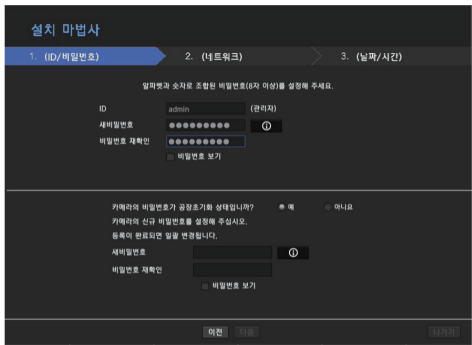 설치 마법사
1. (ID/비밀번호) 2. (네트워크) 3. (날짜/시간)
알파벳과 숫자로 조합된 비밀번호(8자 이상)를 설정해 주세요.
ID admin (관리자)
새비밀번호 ●●●●●●●●●
비밀번호 재확인 ●●●●●●●●●
비밀번호 보기
카메라의 비밀번호가 공장초기화 상태입니까? 예 아니요
카메라의 신규 비밀번호를 설정해 주십시오.
등록이 완료되면 일괄 변경됩니다.
새비밀번호
비밀번호 재확인
비밀번호 보기
이전 다음 나가기